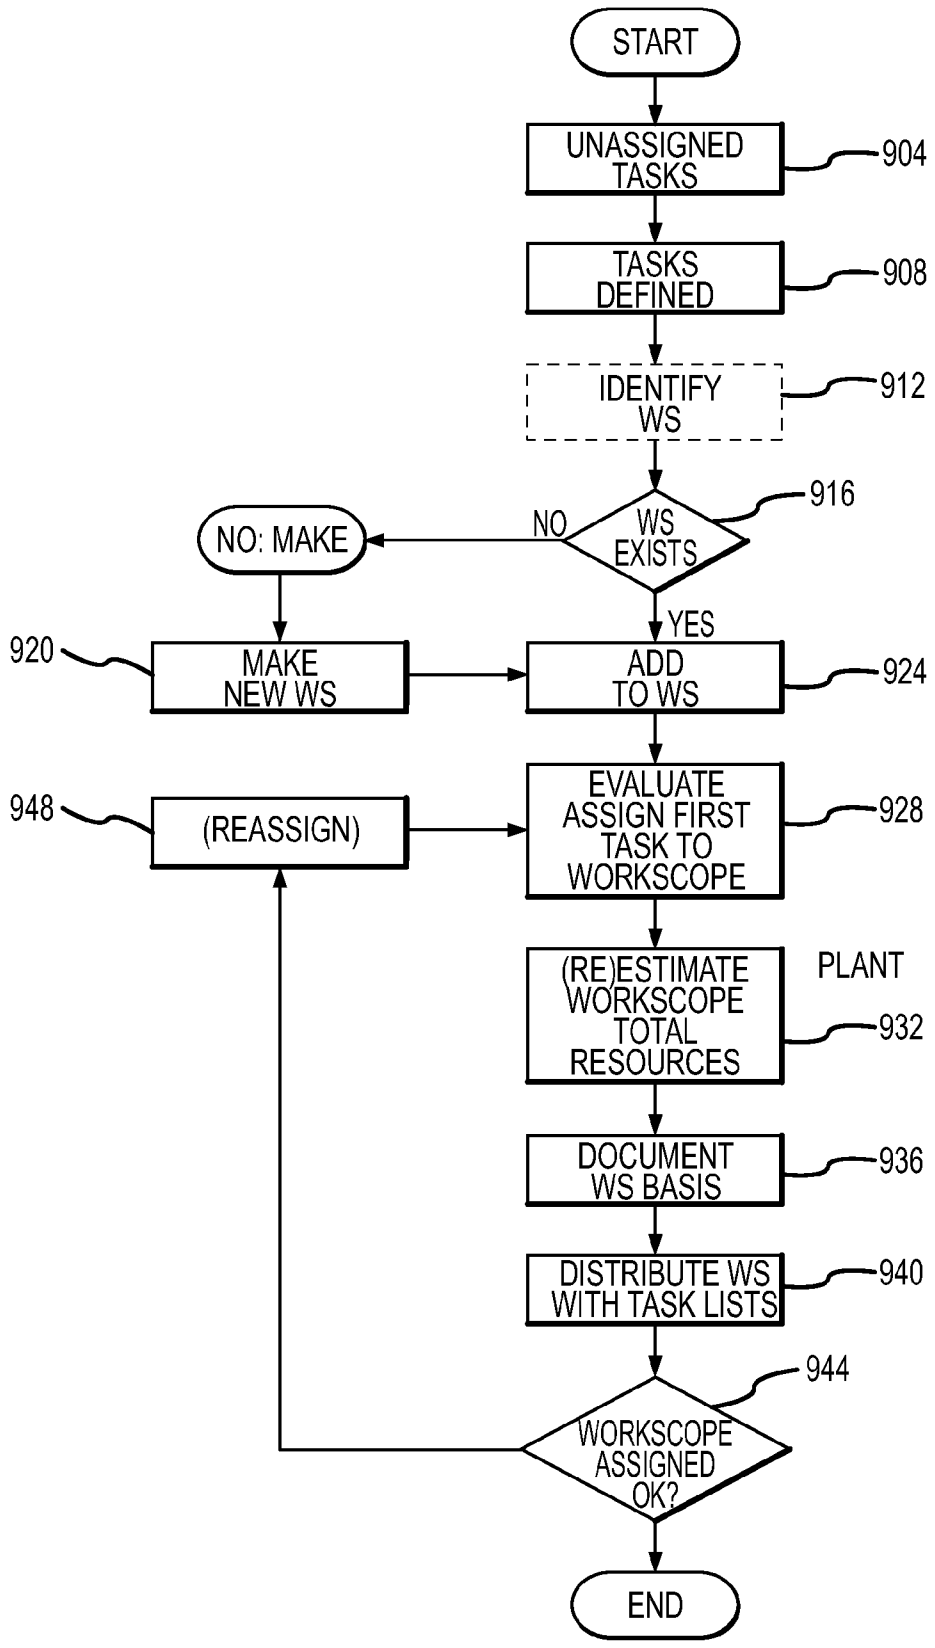 START
UNASSIGNED
TASKS
904
TASKS
DEFINED
908
IDENTIFY
WS
912
916
NO: MAKE
NO
WS
EXISTS
YES
920
MAKE
NEW WS
ADD
TO WS
924
948
(REASSIGN)
EVALUATE
ASSIGN FIRST
TASK TO
WORKSCOPE
928
(RE)ESTIMATE
WORKSCOPE
TOTAL
RESOURCES
PLANT
932
DOCUMENT
WS BASIS
936
DISTRIBUTE WS
WITH TASK LISTS
940
944
WORKSCOPE
ASSIGNED
OK?
END